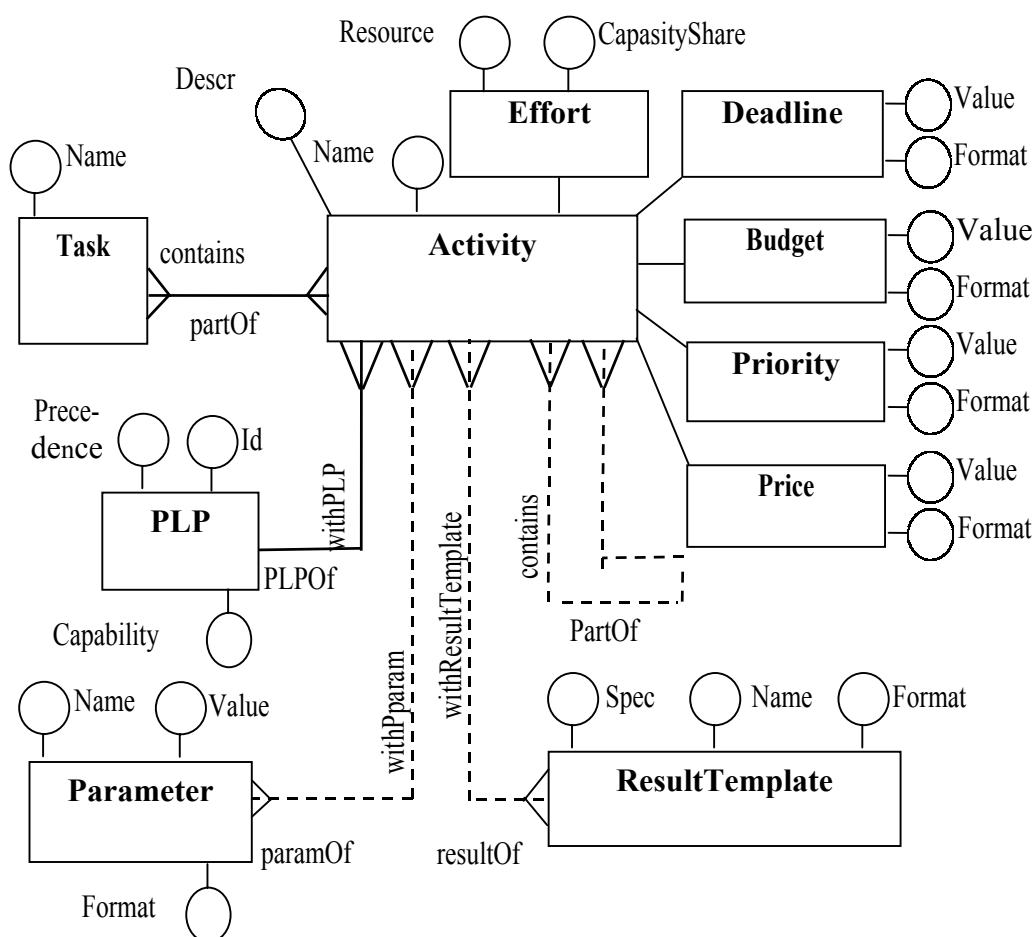 Resource
CapasityShare
Descr
Effort
Deadline
Value
Format
Name
Name
Task
contains
partOf
Activity
Budget
Value
Format
Priority
Value
Format
Prece-
dence
Id
PLP
PLPOf
withPLP
Capability
Price
Value
Format
withPparam
withResultTemplate
contains
PartOf
Name
Value
Parameter
paramOf
Format
Spec
Name
Format
ResultTemplate
resultOf